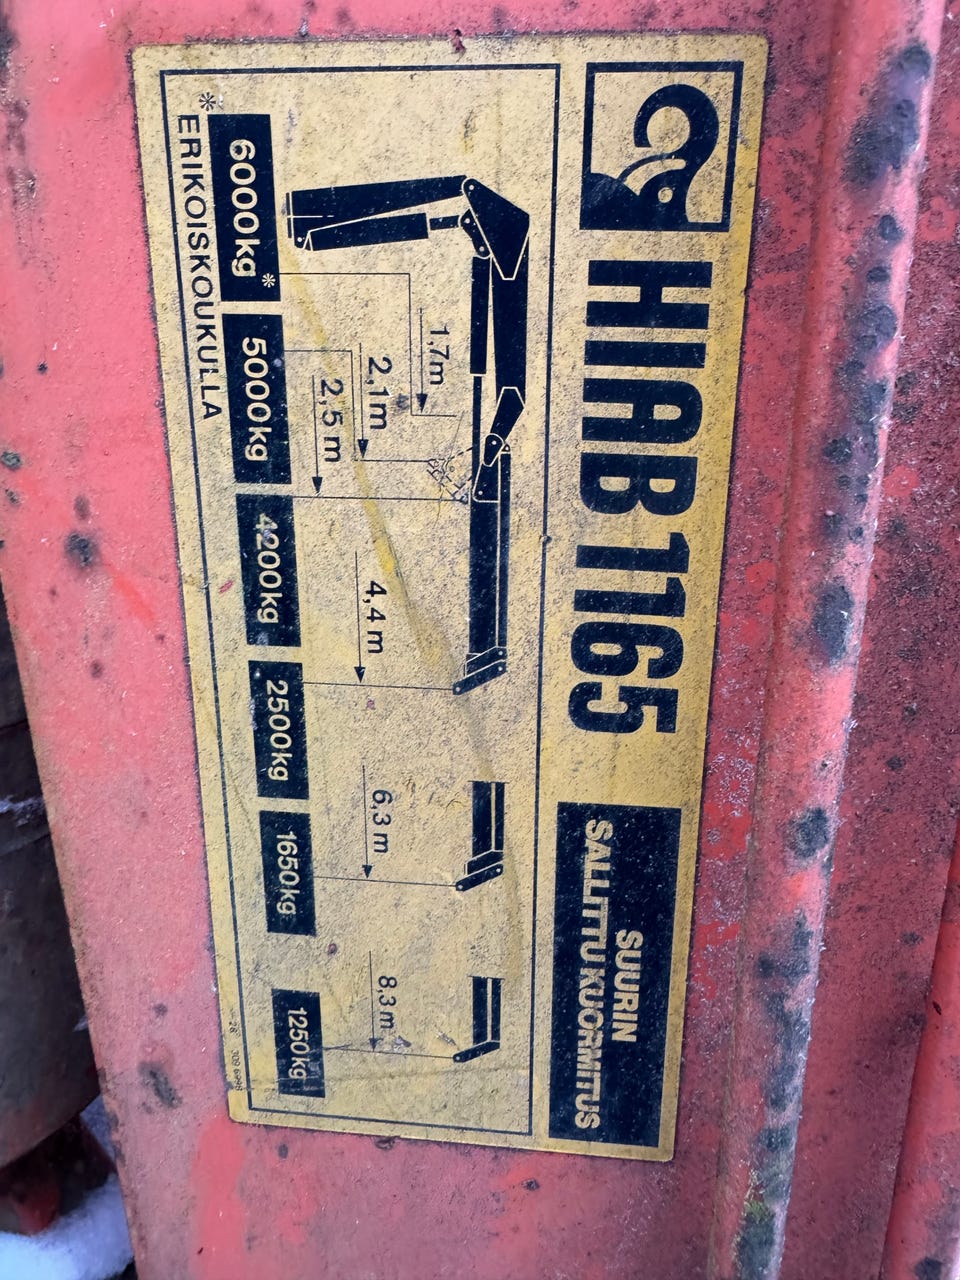 HIAB 1165
SUURIN
SALLITTU KUORMITUS
1,7m
2,1m
2,5 m
4,4 m
6,3 m
8,3 m
6000kg*
5000kg
4200kg
2500kg
1650kg
1250kg
* ERIKOISKOUKULLA